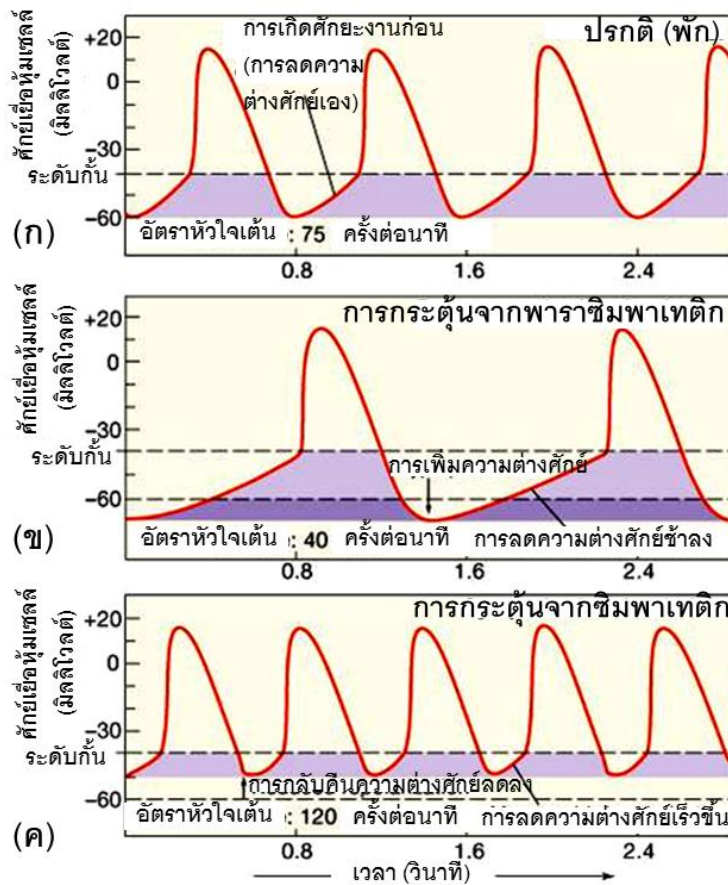 ศักย์เยื่อหุ้มเซลล์
(มิลลิโวลต์)
+20
0
−30
ระดับกั้น
−60
การเกิดศักยะงานก่อน
(การลดความ
ต่างศักย์เอง)
ปรกติ (พัก)
(ก)
อัตราหัวใจเต้น : 75 ครั้งต่อนาที
0.8
1.6
2.4
ศักย์เยื่อหุ้มเซลล์
(มิลลิโวลต์)
+20
0
−30
ระดับกั้น
−60
การกระตุ้นจากพาราซิมพาเทติก
การเพิ่มความต่างศักย์
(ข)
อัตราหัวใจเต้น : 40 ครั้งต่อนาที
การลดความต่างศักย์ช้าลง
0.8
1.6
2.4
ศักย์เยื่อหุ้มเซลล์
(มิลลิโวลต์)
+20
0
−30
ระดับกั้น
−60
การกระตุ้นจากซิมพาเทติก
การกลับคืนความต่างศักย์ลดลง
(ค)
อัตราหัวใจเต้น : 120 ครั้งต่อนาที
การลดความต่างศักย์เร็วขึ้น
0.8
1.6
2.4
เวลา (วินาที)